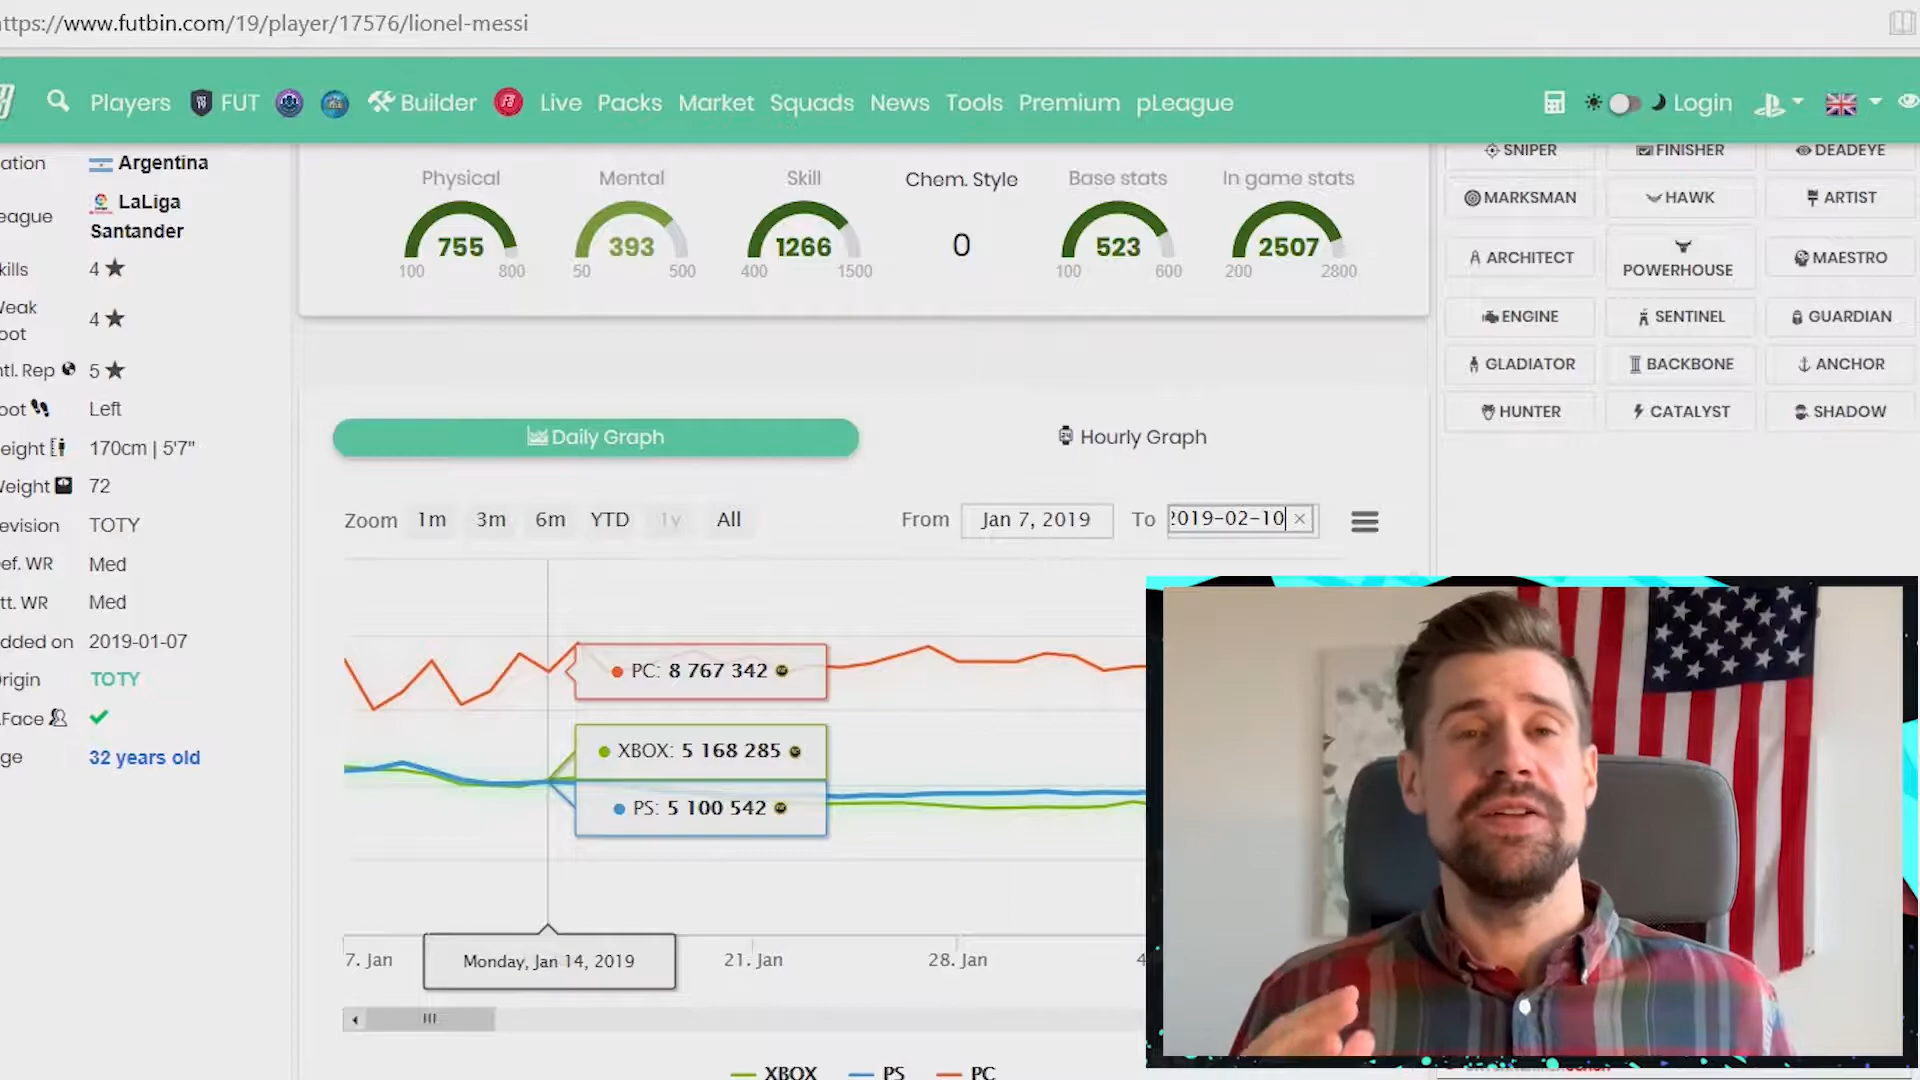 ttps://www.futbin.com/19/player/17576/lionel-messi
Players FUT Builder Live Packs Market Squads News Tools Premium pLeague Login
ation Argentina
eague LaLiga Santander
kills 4
Weak oot 4
ntl. Rep 5
oot Left
eight 170cm | 5'7"
Weight 72
evision TOTY
ef. WR Med
tt. WR Med
dded on 2019-01-07
rigin TOTY
Face
ge 32 years old
Physical Mental Skill Chem. Style Base stats In game stats
755 393 1266 0 523 2507
100 800 50 500 400 1500 100 600 200 2800
SNIPER FINISHER DEADEYE
MARKSMAN HAWK ARTIST
ARCHITECT POWERHOUSE MAESTRO
ENGINE SENTINEL GUARDIAN
GLADIATOR BACKBONE ANCHOR
HUNTER CATALYST SHADOW
Daily Graph Hourly Graph
Zoom 1m 3m 6m YTD 1y All From Jan 7, 2019 To 2019-02-10
PC: 8 767 342
XBOX: 5 168 285
PS: 5 100 542
7. Jan Monday, Jan 14, 2019 21. Jan 28. Jan 4
XBOX PS PC